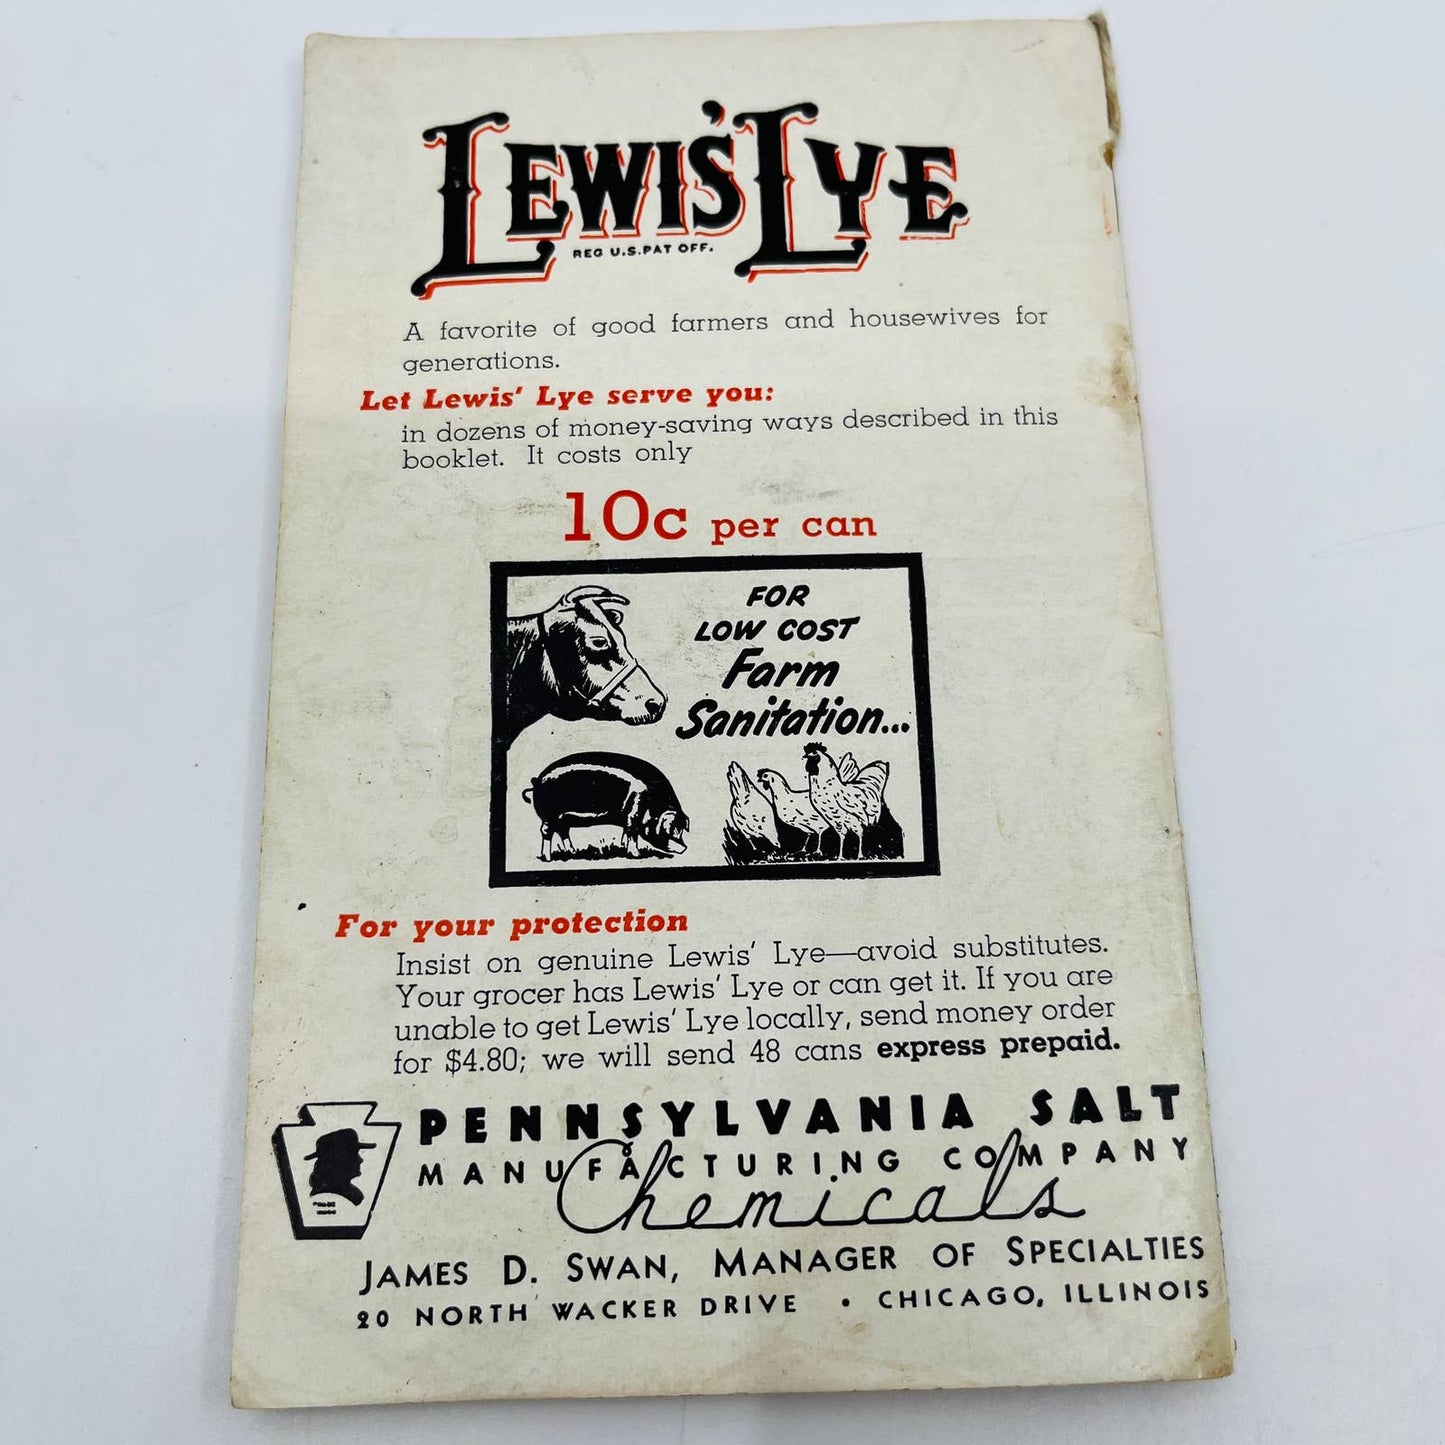 LEWIS' LYE
REG U.S. PAT OFF.
A favorite of good farmers and housewives for
generations.
Let Lewis' Lye serve you:
in dozens of money-saving ways described in this
booklet. It costs only
10c per can
FOR
LOW COST
Farm
Sanitation...
For your protection
Insist on genuine Lewis' Lye—avoid substitutes.
Your grocer has Lewis' Lye or can get it. If you are
unable to get Lewis' Lye locally, send money order
for $4.80; we will send 48 cans express prepaid.
PENNSYLVANIA SALT
MANUFACTURING COMPANY
Chemicals
JAMES D. SWAN, MANAGER OF SPECIALTIES
20 NORTH WACKER DRIVE • CHICAGO, ILLINOIS